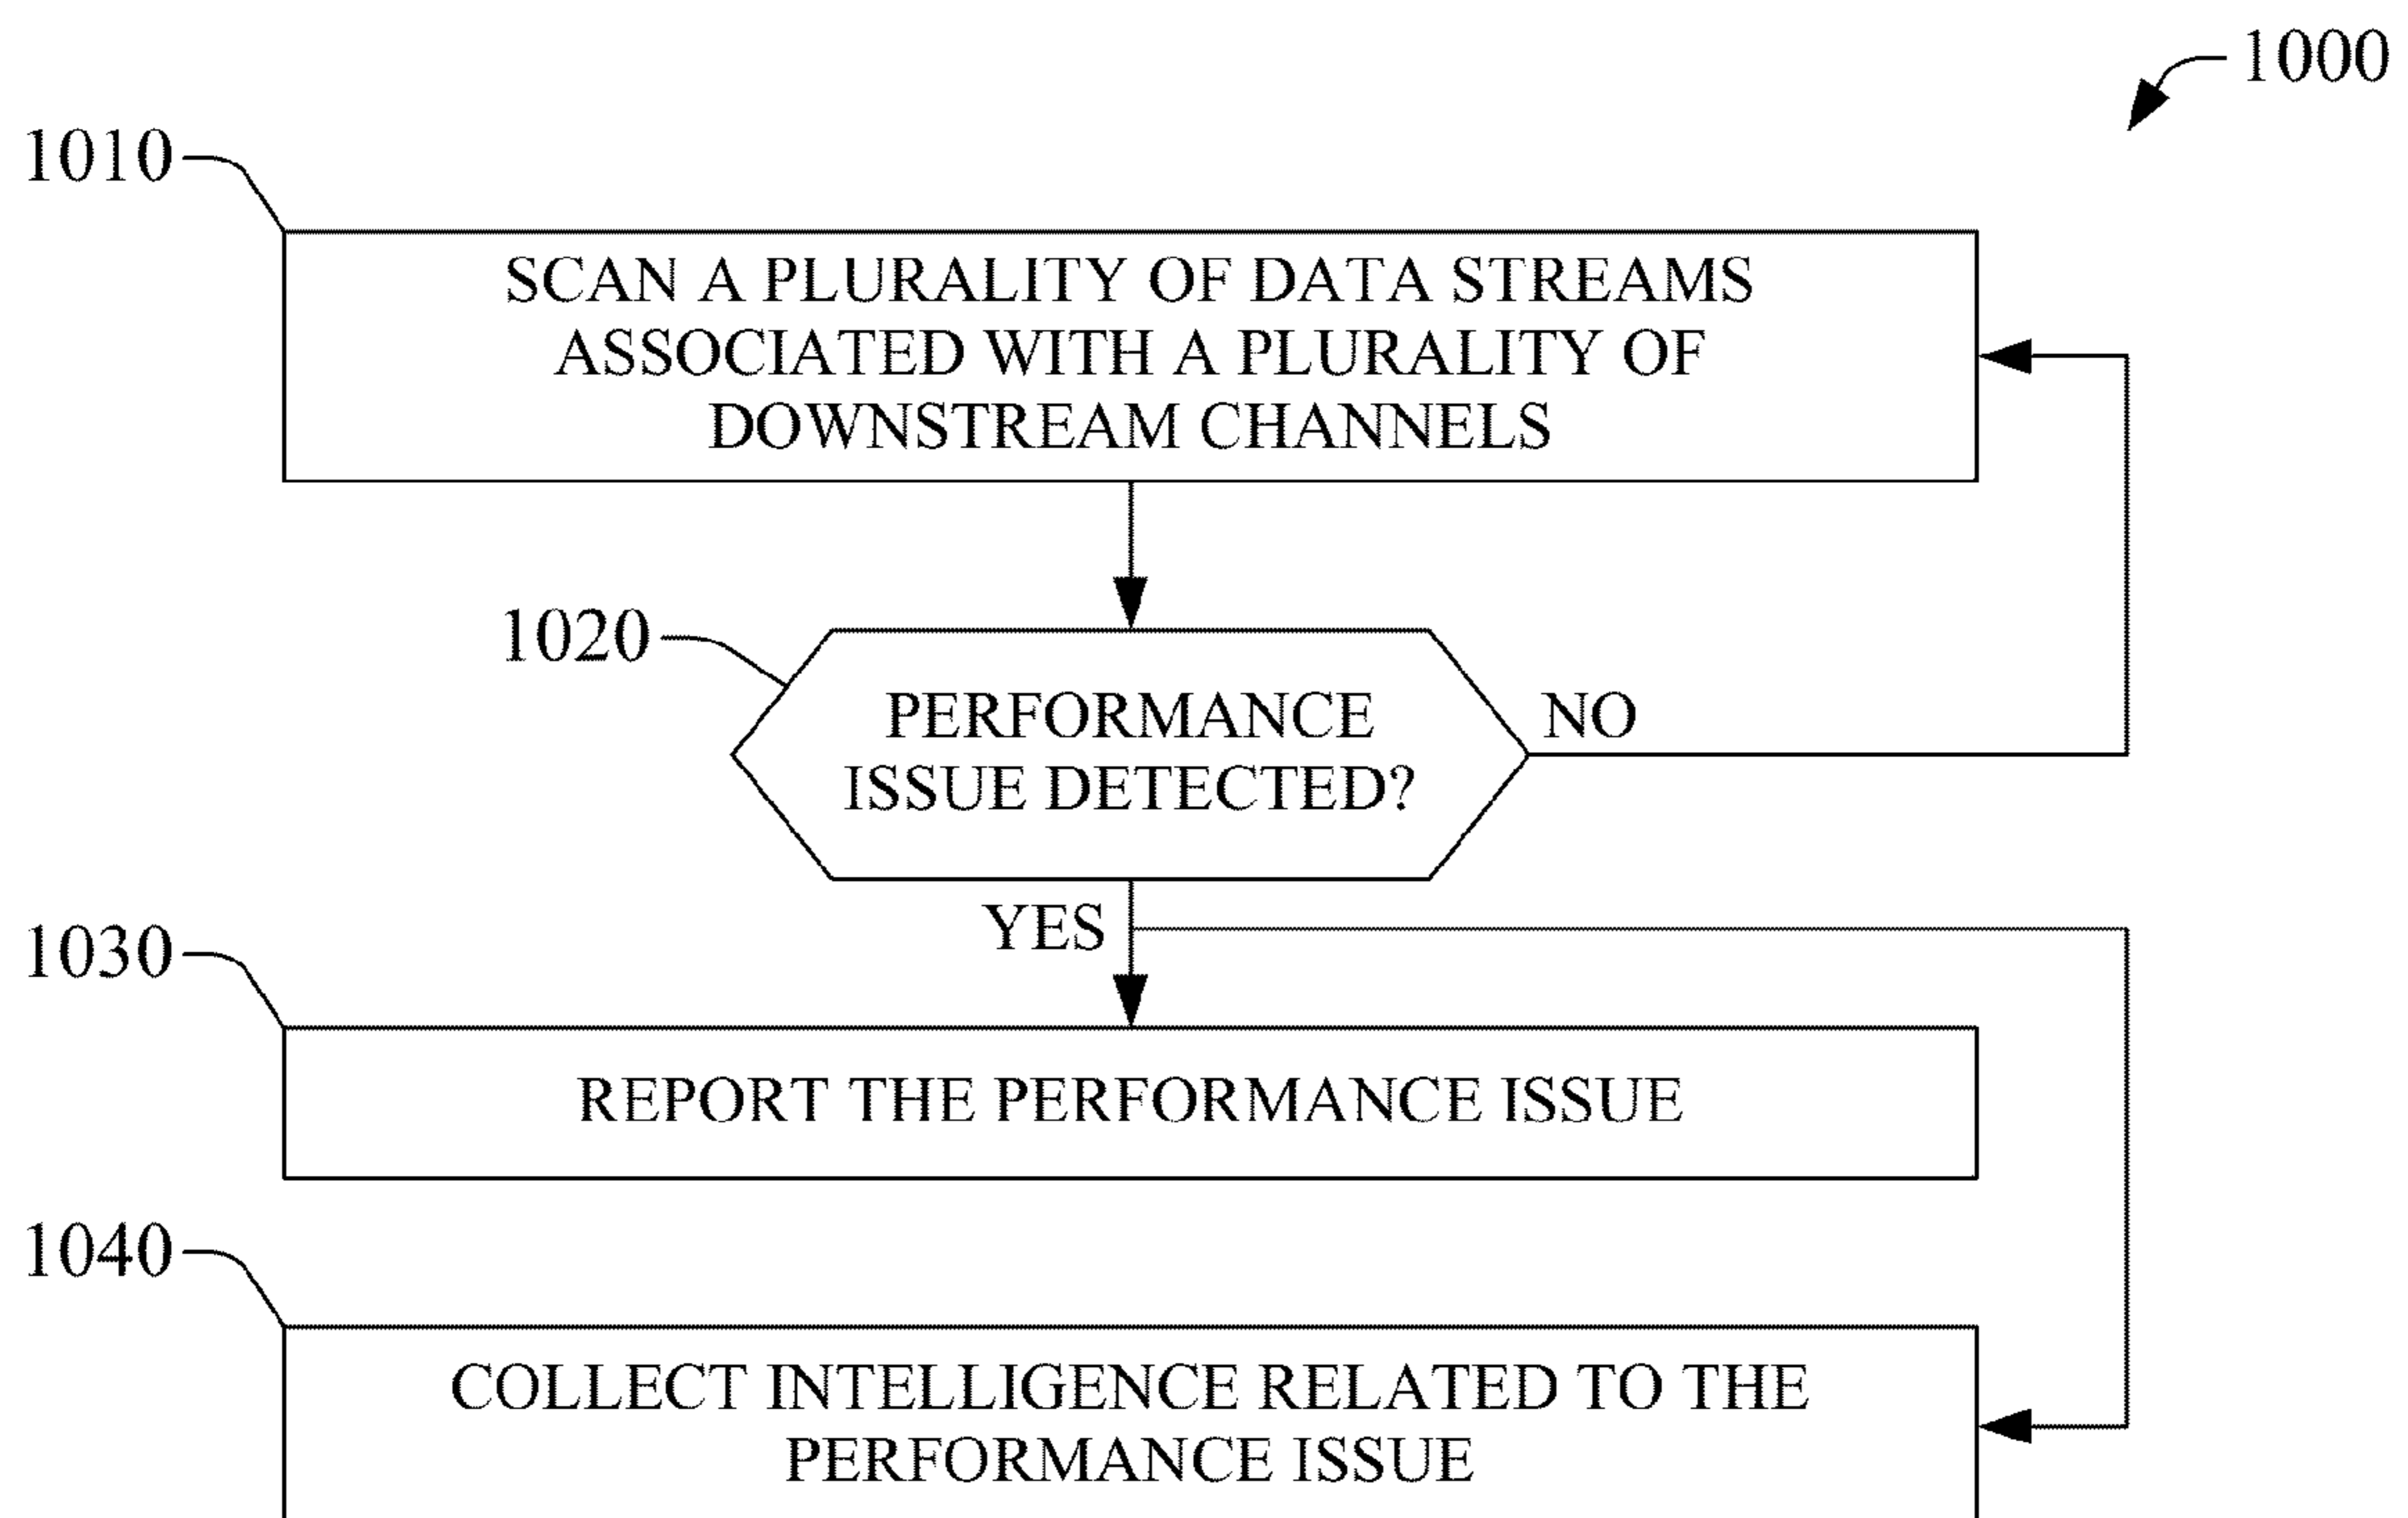 1000
1010
SCAN A PLURALITY OF DATA STREAMS
ASSOCIATED WITH A PLURALITY OF
DOWNSTREAM CHANNELS
1020
PERFORMANCE
ISSUE DETECTED?
NO
YES
1030
REPORT THE PERFORMANCE ISSUE
1040
COLLECT INTELLIGENCE RELATED TO THE
PERFORMANCE ISSUE